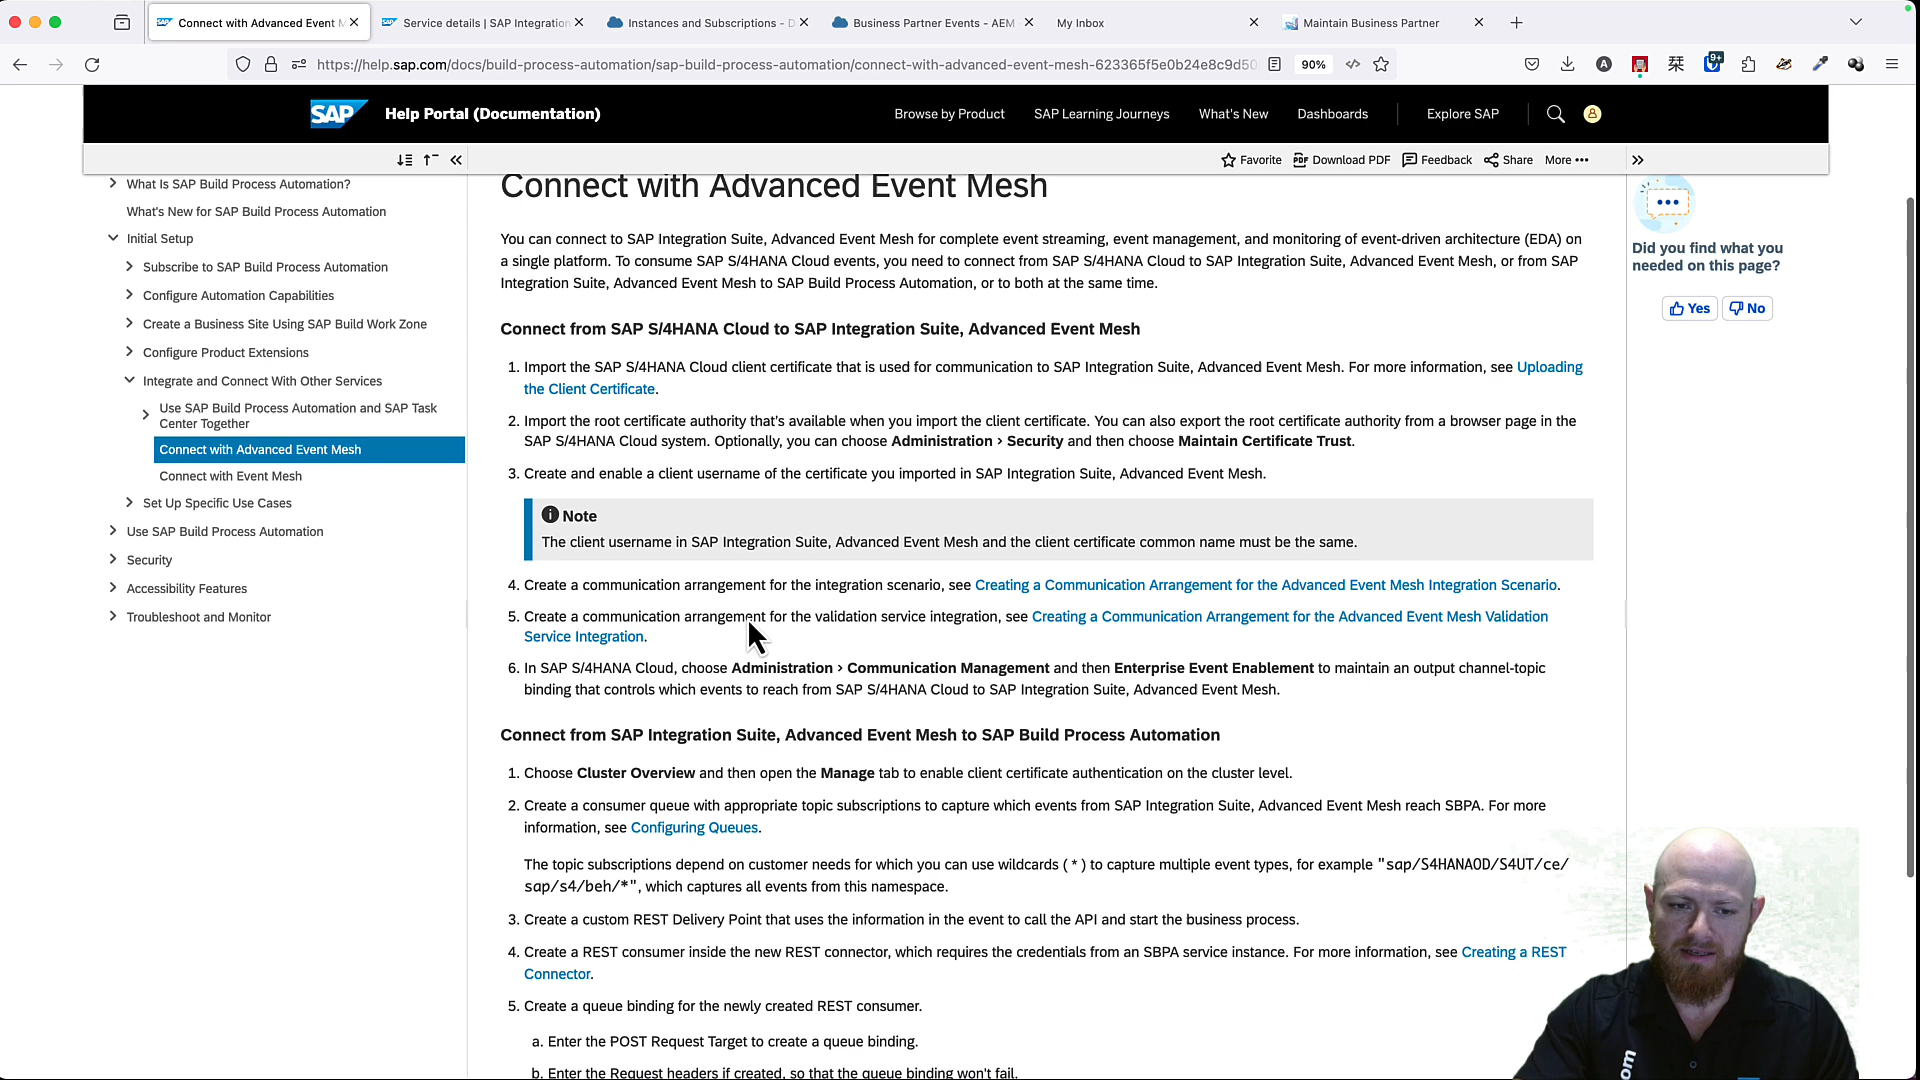 Connect with Advanced Event M
Service details | SAP Integration
Instances and Subscriptions - D
Business Partner Events - AEM -
My Inbox
Maintain Business Partner
https://help.sap.com/docs/build-process-automation/sap-build-process-automation/connect-with-advanced-event-mesh-623365f5e0b24e8c9d50
90%
9+
SAP
Help Portal (Documentation)
Browse by Product
SAP Learning Journeys
What's New
Dashboards
Explore SAP
Favorite
PDF
Download PDF
Feedback
Share
More •••
What Is SAP Build Process Automation?
What's New for SAP Build Process Automation
Initial Setup
Subscribe to SAP Build Process Automation
Configure Automation Capabilities
Create a Business Site Using SAP Build Work Zone
Configure Product Extensions
Integrate and Connect With Other Services
Use SAP Build Process Automation and SAP Task
Center Together
Connect with Advanced Event Mesh
Connect with Event Mesh
Set Up Specific Use Cases
Use SAP Build Process Automation
Security
Accessibility Features
Troubleshoot and Monitor
Connect with Advanced Event Mesh
You can connect to SAP Integration Suite, Advanced Event Mesh for complete event streaming, event management, and monitoring of event-driven architecture (EDA) on
a single platform. To consume SAP S/4HANA Cloud events, you need to connect from SAP S/4HANA Cloud to SAP Integration Suite, Advanced Event Mesh, or from SAP
Integration Suite, Advanced Event Mesh to SAP Build Process Automation, or to both at the same time.
Connect from SAP S/4HANA Cloud to SAP Integration Suite, Advanced Event Mesh
1. Import the SAP S/4HANA Cloud client certificate that is used for communication to SAP Integration Suite, Advanced Event Mesh. For more information, see Uploading
the Client Certificate.
2. Import the root certificate authority that's available when you import the client certificate. You can also export the root certificate authority from a browser page in the
SAP S/4HANA Cloud system. Optionally, you can choose Administration > Security and then choose Maintain Certificate Trust.
3. Create and enable a client username of the certificate you imported in SAP Integration Suite, Advanced Event Mesh.
Note
The client username in SAP Integration Suite, Advanced Event Mesh and the client certificate common name must be the same.
4. Create a communication arrangement for the integration scenario, see Creating a Communication Arrangement for the Advanced Event Mesh Integration Scenario.
5. Create a communication arrangement for the validation service integration, see Creating a Communication Arrangement for the Advanced Event Mesh Validation
Service Integration.
6. In SAP S/4HANA Cloud, choose Administration > Communication Management and then Enterprise Event Enablement to maintain an output channel-topic
binding that controls which events to reach from SAP S/4HANA Cloud to SAP Integration Suite, Advanced Event Mesh.
Connect from SAP Integration Suite, Advanced Event Mesh to SAP Build Process Automation
1. Choose Cluster Overview and then open the Manage tab to enable client certificate authentication on the cluster level.
2. Create a consumer queue with appropriate topic subscriptions to capture which events from SAP Integration Suite, Advanced Event Mesh reach SBPA. For more
information, see Configuring Queues.
The topic subscriptions depend on customer needs for which you can use wildcards (*) to capture multiple event types, for example "sap/S4HANAOD/S4UT/ce/
sap/s4/beh/*", which captures all events from this namespace.
3. Create a custom REST Delivery Point that uses the information in the event to call the API and start the business process.
4. Create a REST consumer inside the new REST connector, which requires the credentials from an SBPA service instance. For more information, see Creating a REST
Connector.
5. Create a queue binding for the newly created REST consumer.
a. Enter the POST Request Target to create a queue binding.
b. Enter the Request headers if created, so that the queue binding won't fail.
Did you find what you
needed on this page?
Yes
No
om